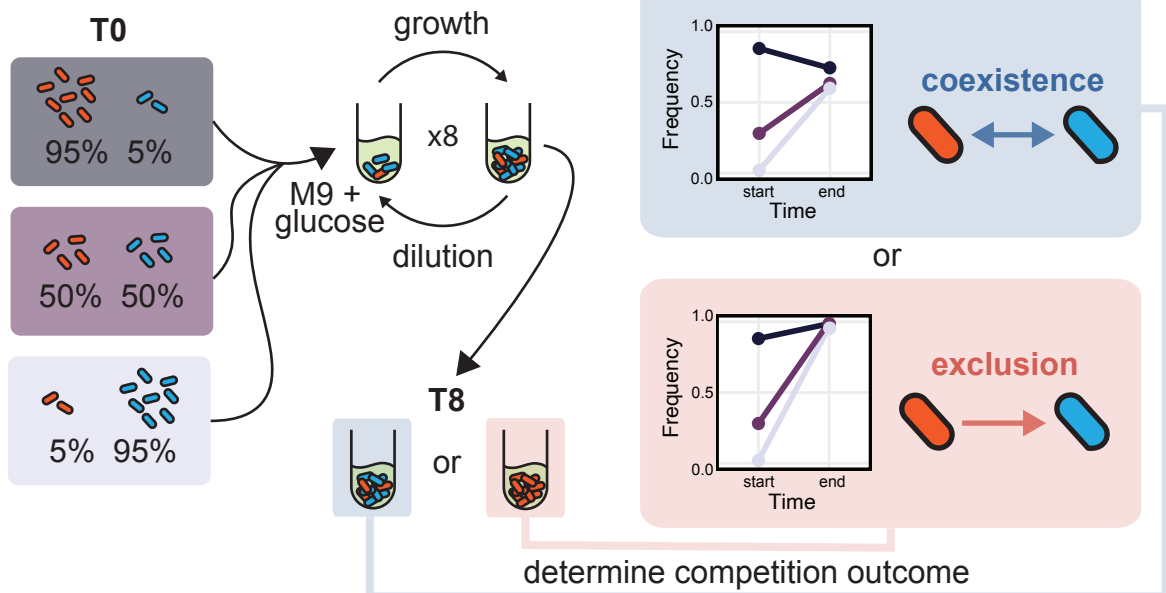 T0
95% 5%
50% 50%
5% 95%
growth
x8
M9 +
glucose
dilution
T8
or
1.0
0.5
0.0
Frequency
start end
Time
coexistence
or
1.0
0.5
0.0
Frequency
start end
Time
exclusion
determine competition outcome